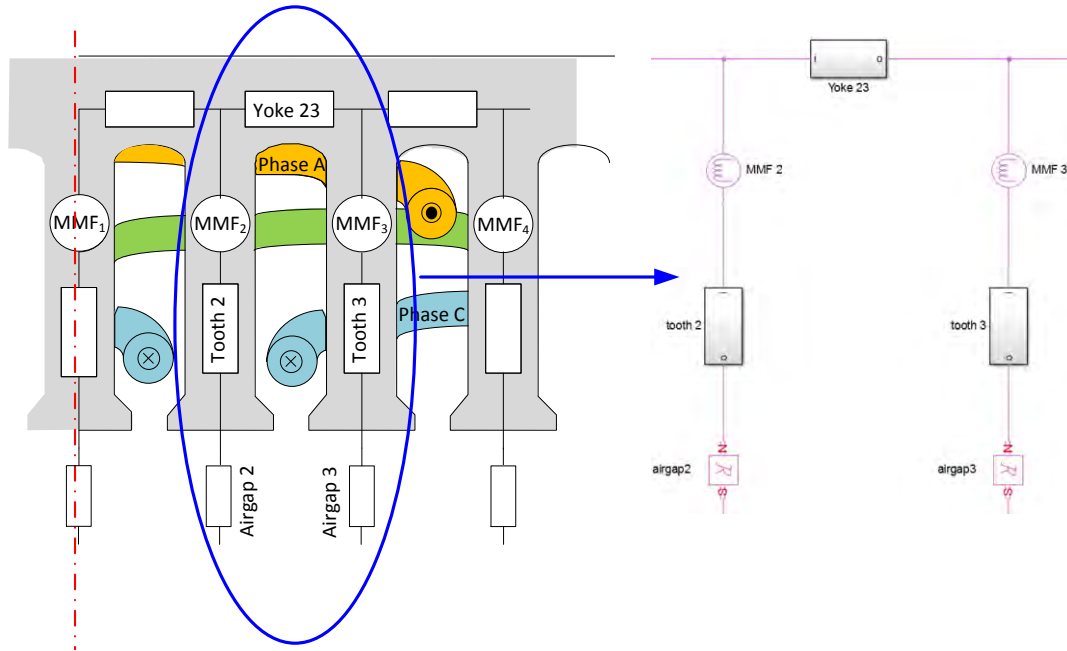 Yoke 23
Phase A
MMF₁
MMF₂
MMF₃
MMF₄
Tooth 2
Tooth 3
Phase C
Airgap 2
Airgap 3
I
O
Yoke 23
MMF 2
MMF 3
tooth 2
O
tooth 3
O
N
airgap2
R
S
N
airgap3
R
S